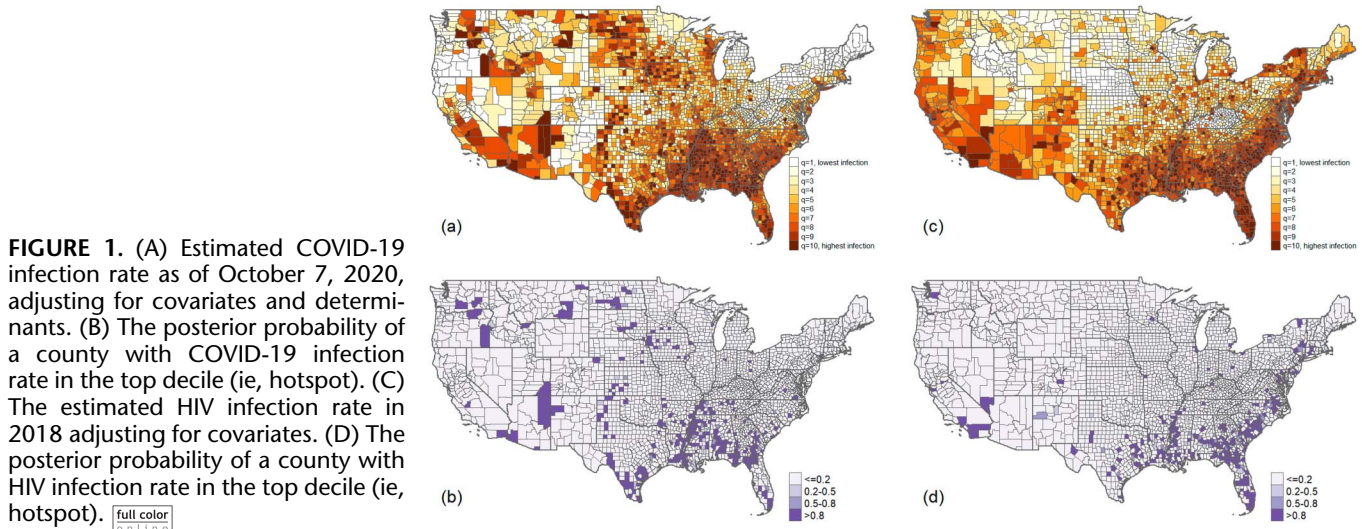 FIGURE 1. (A) Estimated COVID-19
infection rate as of October 7, 2020,
adjusting for covariates and determi-
nants. (B) The posterior probability of
a county with COVID-19 infection
rate in the top decile (ie, hotspot). (C)
The estimated HIV infection rate in
2018 adjusting for covariates. (D) The
posterior probability of a county with
HIV infection rate in the top decile (ie,
hotspot).
full color
(a)
q=1, lowest infection
q=2
q=3
q=4
q=5
q=6
q=7
q=8
q=9
q=10, highest infection
(c)
q=1, lowest infection
q=2
q=3
q=4
q=5
q=6
q=7
q=8
q=9
q=10, highest infection
(b)
<=0.2
0.2-0.5
0.5-0.8
>0.8
(d)
<=0.2
0.2-0.5
0.5-0.8
>0.8